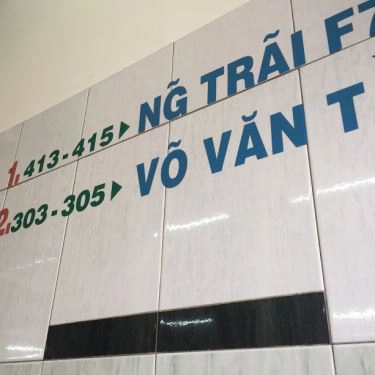 1. 413-415▶ NG̃ TRÃI F7
2. 303-305▶ VÕ VĂN T